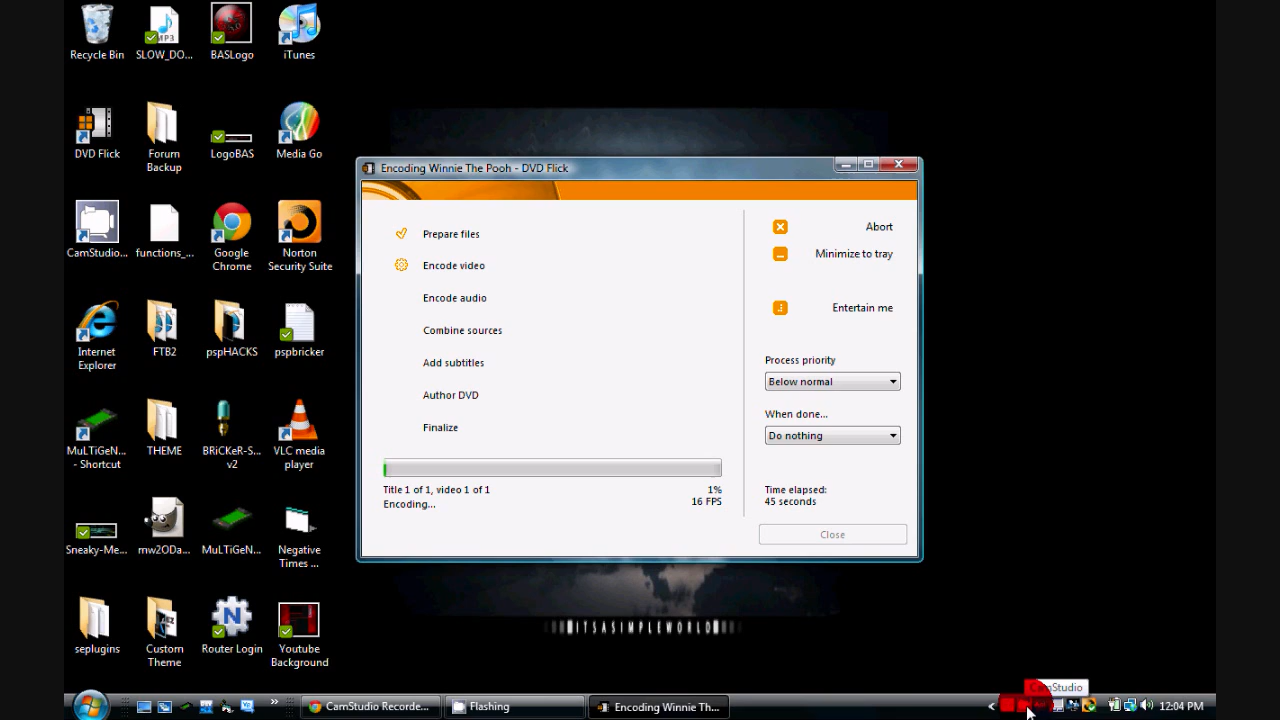 Recycle Bin
SLOW_DO...
BASLogo
iTunes
DVD Flick
Forum
Backup
LogoBAS
Media Go
CamStudio...
functions_...
Google
Chrome
Norton
Security Suite
Internet
Explorer
FTB2
pspHACKS
pspbricker
MuLTiGeN...
- Shortcut
THEME
BRiCKeR-S...
v2
VLC media
player
Sneaky-Me...
mw2ODa...
MuLTiGeN...
Negative
Times ...
seplugins
Custom
Theme
Router Login
Youtube
Background
Encoding Winnie The Pooh - DVD Flick
Prepare files
Encode video
Encode audio
Combine sources
Add subtitles
Author DVD
Finalize
Title 1 of 1, video 1 of 1
1%
Encoding...
16 FPS
Abort
Minimize to tray
Entertain me
Process priority
Below normal
When done...
Do nothing
Time elapsed:
45 seconds
Close
ITSASIMPLEWORLD
CamStudio
CamStudio Recorde...
Flashing
Encoding Winnie Th...
12:04 PM